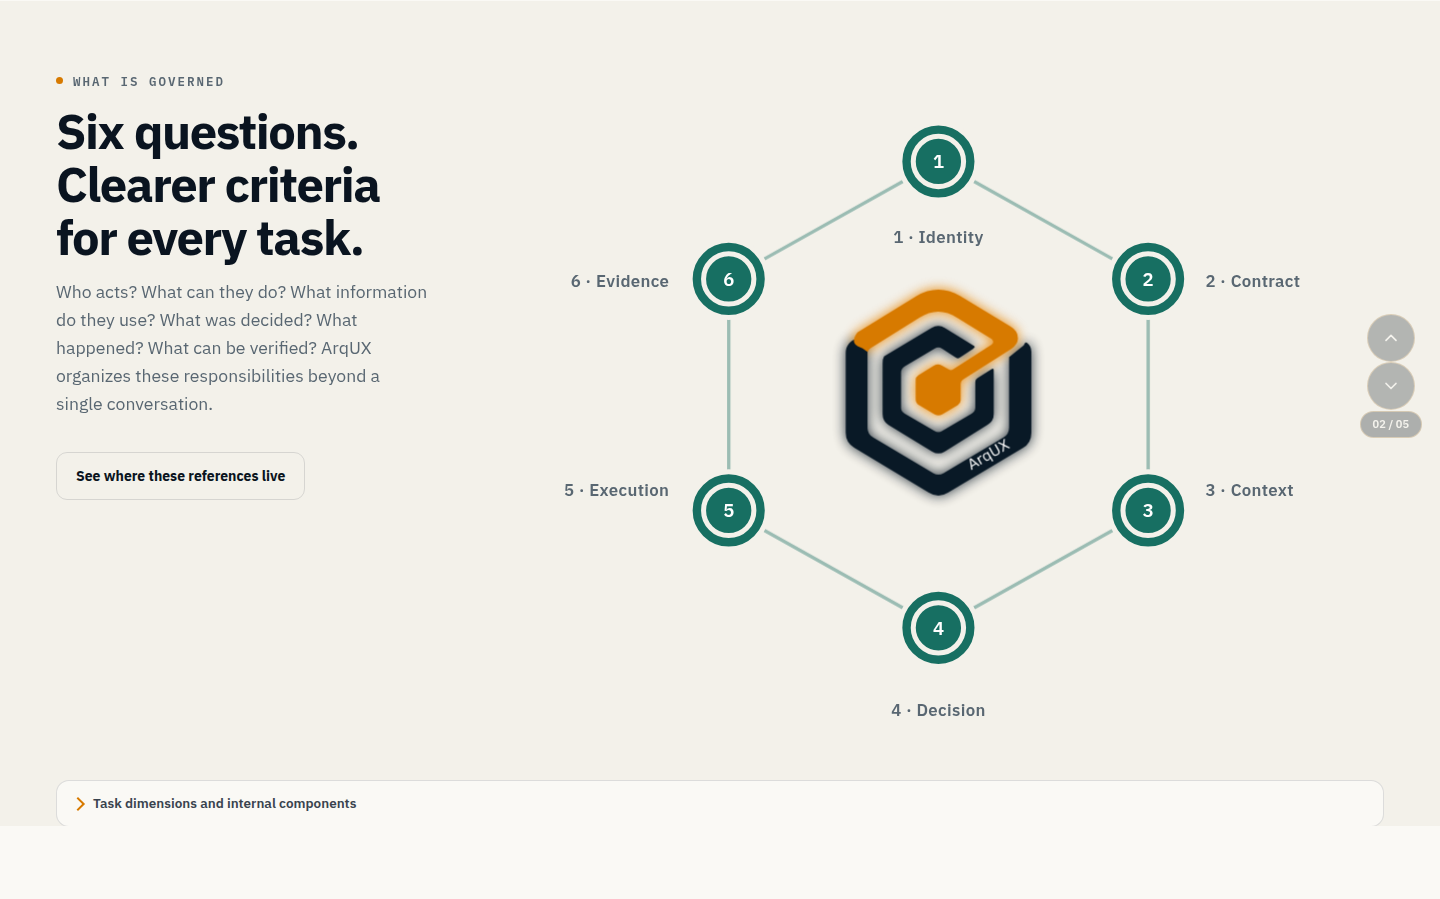 WHAT IS GOVERNED
Six questions.
Clearer criteria
for every task.
Who acts? What can they do? What information
do they use? What was decided? What
happened? What can be verified? ArqUX
organizes these responsibilities beyond a
single conversation.
See where these references live
1
1 · Identity
6
6 · Evidence
2
2 · Contract
ArqUX
02 / 05
5 · Execution
5
3
3 · Context
4
4 · Decision
Task dimensions and internal components